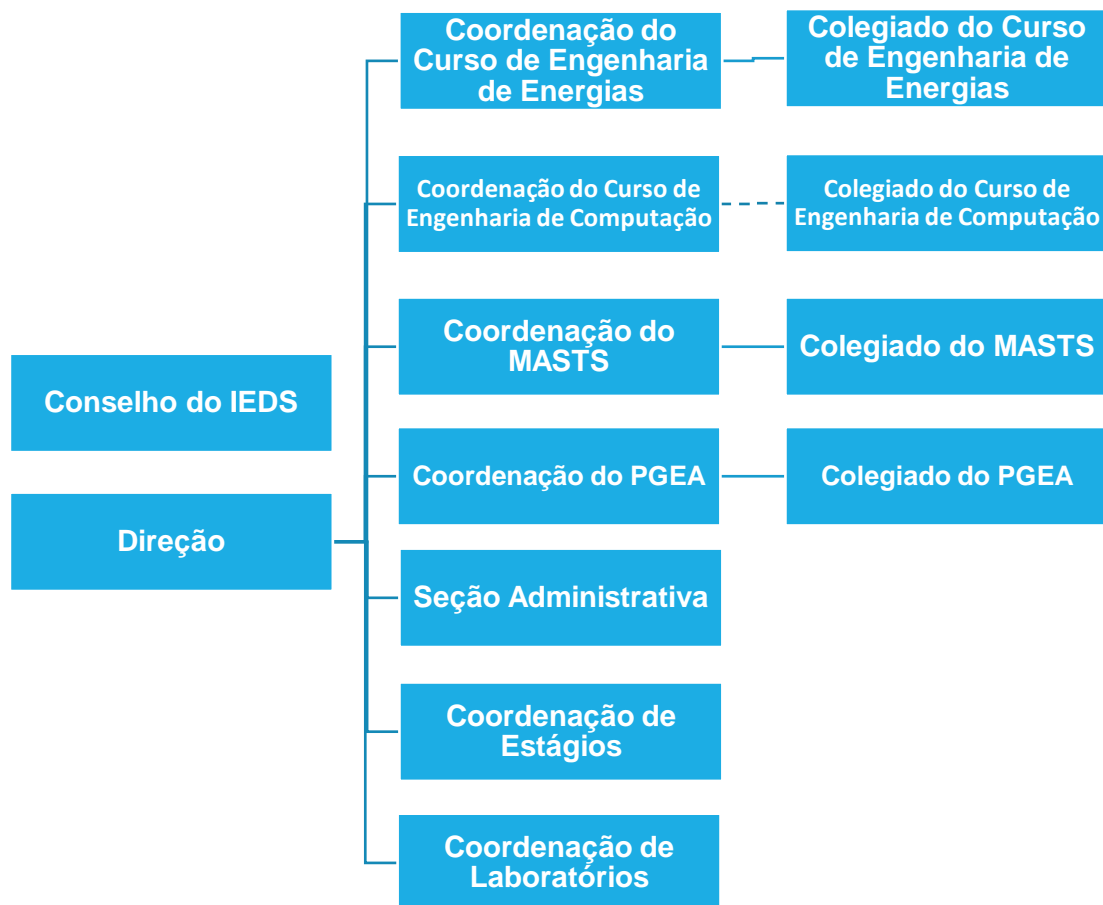 Coordenação do
Curso de Engenharia
de Energias
Colegiado do Curso
de Engenharia de
Energias
Coordenação do Curso de
Engenharia de Computação
Colegiado do Curso de
Engenharia de Computação
Coordenação do
MASTS
Colegiado do MASTS
Conselho do IEDS
Coordenação do PGEA
Colegiado do PGEA
Direção
Seção Administrativa
Coordenação de
Estágios
Coordenação de
Laboratórios